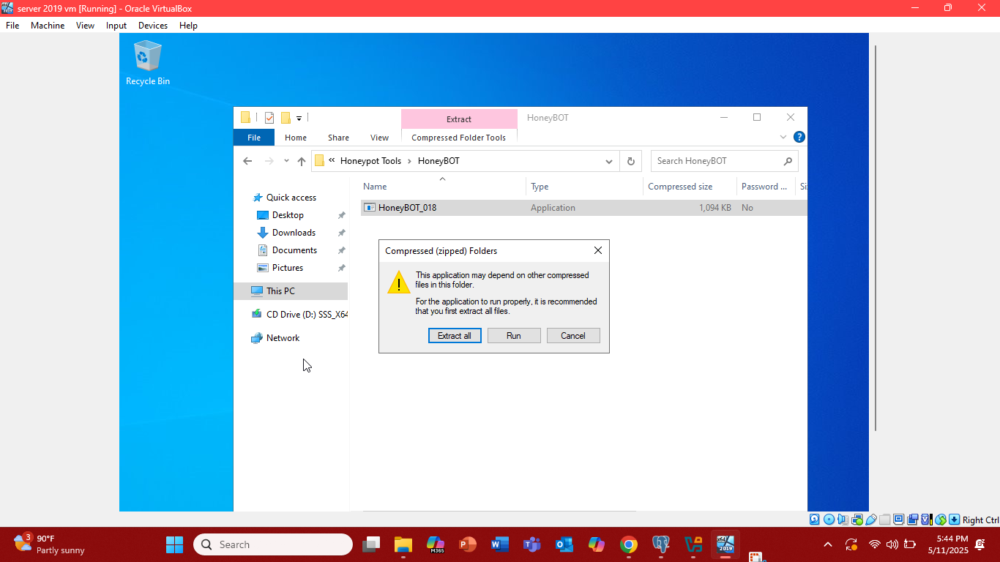 server 2019 vm [Running] - Oracle VirtualBox
File Machine View Input Devices Help
Recycle Bin
Extract HoneyBOT
File Home Share View Compressed Folder Tools
« Honeypot Tools > HoneyBOT Search HoneyBOT
Name Type Compressed size Password ... Si
HoneyBOT_018 Application 1,094 KB No
Quick access
Desktop
Downloads
Documents
Pictures
This PC
CD Drive (D:) SSS_X64
Network
Compressed (zipped) Folders
This application may depend on other compressed
files in this folder.
For the application to run properly, it is recommended
that you first extract all files.
Extract all Run Cancel
Right Ctrl
3 90°F
Partly sunny
Search
M365
x64
2019
5:44 PM
5/11/2025